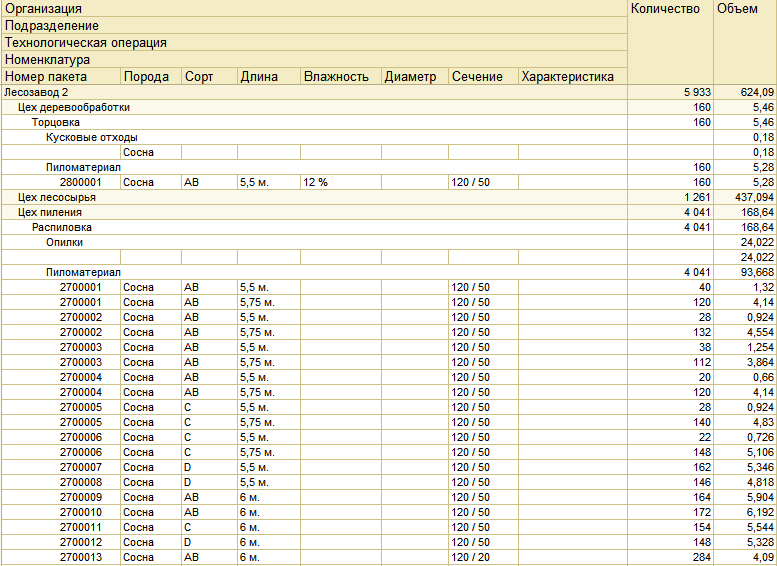 Организация Количество Объем
Подразделение
Технологическая операция
Номенклатура
Номер пакета Порода Сорт Длина Влажность Диаметр Сечение Характеристика
Лесозавод 2 5 933 624,09
Цех деревообработки 160 5,46
Торцовка 160 5,46
Кусковые отходы 0,18
Сосна 0,18
Пиломатериал 160 5,28
2800001 Сосна АВ 5,5 м. 12 % 120 / 50 160 5,28
Цех лесосырья 1 261 437,094
Цех пиления 4 041 168,64
Распиловка 4 041 168,64
Опилки 24,022
24,022
Пиломатериал 4 041 93,668
2700001 Сосна АВ 5,5 м. 120 / 50 40 1,32
2700001 Сосна АВ 5,75 м. 120 / 50 120 4,14
2700002 Сосна АВ 5,5 м. 120 / 50 28 0,924
2700002 Сосна АВ 5,75 м. 120 / 50 132 4,554
2700003 Сосна АВ 5,5 м. 120 / 50 38 1,254
2700003 Сосна АВ 5,75 м. 120 / 50 112 3,864
2700004 Сосна АВ 5,5 м. 120 / 50 20 0,66
2700004 Сосна АВ 5,75 м. 120 / 50 120 4,14
2700005 Сосна С 5,5 м. 120 / 50 28 0,924
2700005 Сосна С 5,75 м. 120 / 50 140 4,83
2700006 Сосна С 5,5 м. 120 / 50 22 0,726
2700006 Сосна С 5,75 м. 120 / 50 148 5,106
2700007 Сосна D 5,5 м. 120 / 50 162 5,346
2700008 Сосна D 5,5 м. 120 / 50 146 4,818
2700009 Сосна АВ 6 м. 120 / 50 164 5,904
2700010 Сосна АВ 6 м. 120 / 50 172 6,192
2700011 Сосна С 6 м. 120 / 50 154 5,544
2700012 Сосна D 6 м. 120 / 50 148 5,328
2700013 Сосна АВ 6 м. 120 / 20 284 4,09